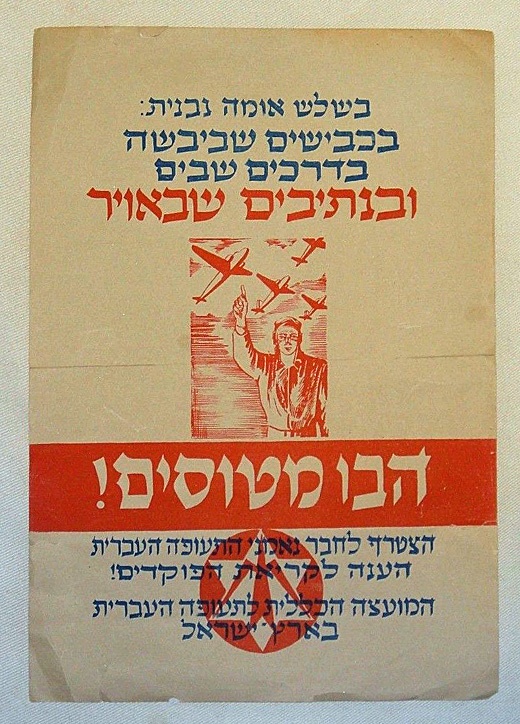 בשלש אומה נבנית:
בכבישים שביבשה
בדרכים שבים
ובנתיבים שבאויר
הבו מטוסים!
הצטרף לחבר נאמני התעופה העברית
הענה לקריאת הפוקדים!
המועצה הכללית לתעופה העברית
בארץ־ישראל